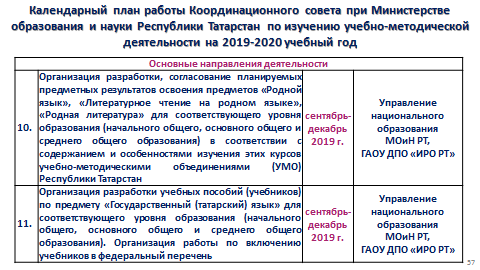 Календарный план работы Координационного совета при Министерстве
образования и науки Республики Татарстан по изучению учебно-методической
деятельности на 2019-2020 учебный год
Основные направления деятельности
10.
Организация разработки, согласование планируемых
предметных результатов освоения предметов «Родной
язык», «Литературное чтение на родном языке»,
«Родная литература» для соответствующего уровня
образования (начального общего, основного общего и
среднего общего образования) в соответствии с
содержанием и особенностями изучения этих курсов
учебно-методическими объединениями (УМО)
Республики Татарстан
сентябрь-
декабрь
2019 г.
Управление
национального
образования
МОиН РТ,
ГАОУ ДПО «ИРО РТ»
11.
Организация разработки учебных пособий (учебников)
по предмету «Государственный (татарский) язык» для
соответствующего уровня образования (начального
общего, основного общего и среднего общего
образования). Организация работы по включению
учебников в федеральный перечень
сентябрь-
декабрь
2019 г.
Управление
национального
образования
МОиН РТ,
ГАОУ ДПО «ИРО РТ»
57